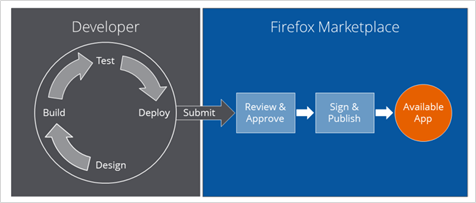 Developer
Firefox Marketplace
Test
Build
Deploy
Design
Submit
Review &
Approve
Sign &
Publish
Available
App